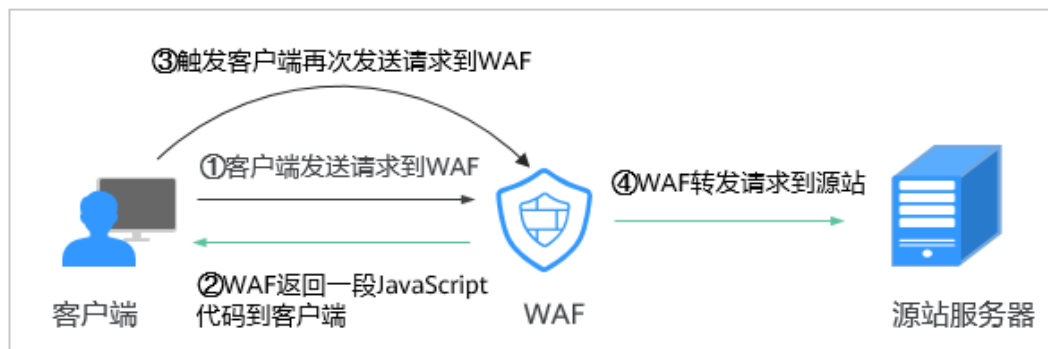 ③触发客户端再次发送请求到WAF
①客户端发送请求到WAF
④WAF转发请求到源站
②WAF返回一段JavaScript
代码到客户端
客户端
WAF
源站服务器